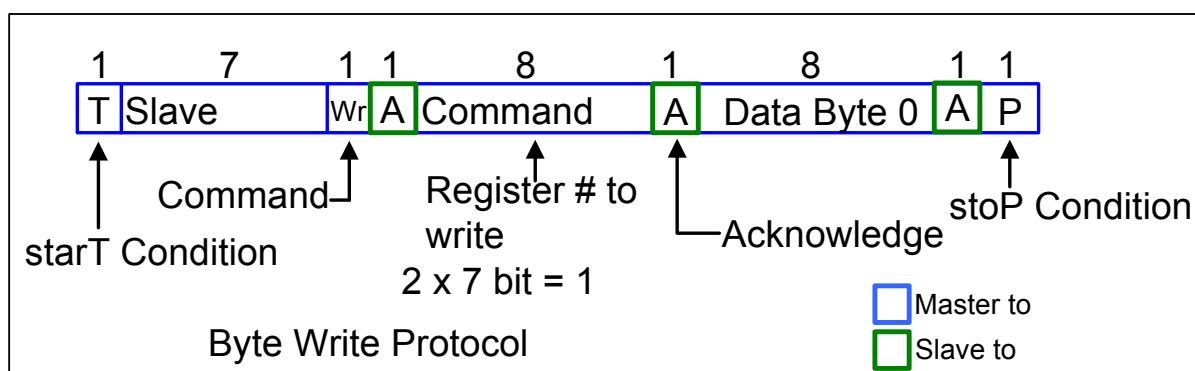 1 7 1 1 8 1 8 1 1
T Slave Wr A Command A Data Byte 0 A P
Command
Register # to
write
2 x 7 bit = 1
Acknowledge
stoP Condition
starT Condition
Byte Write Protocol
Master to
Slave to